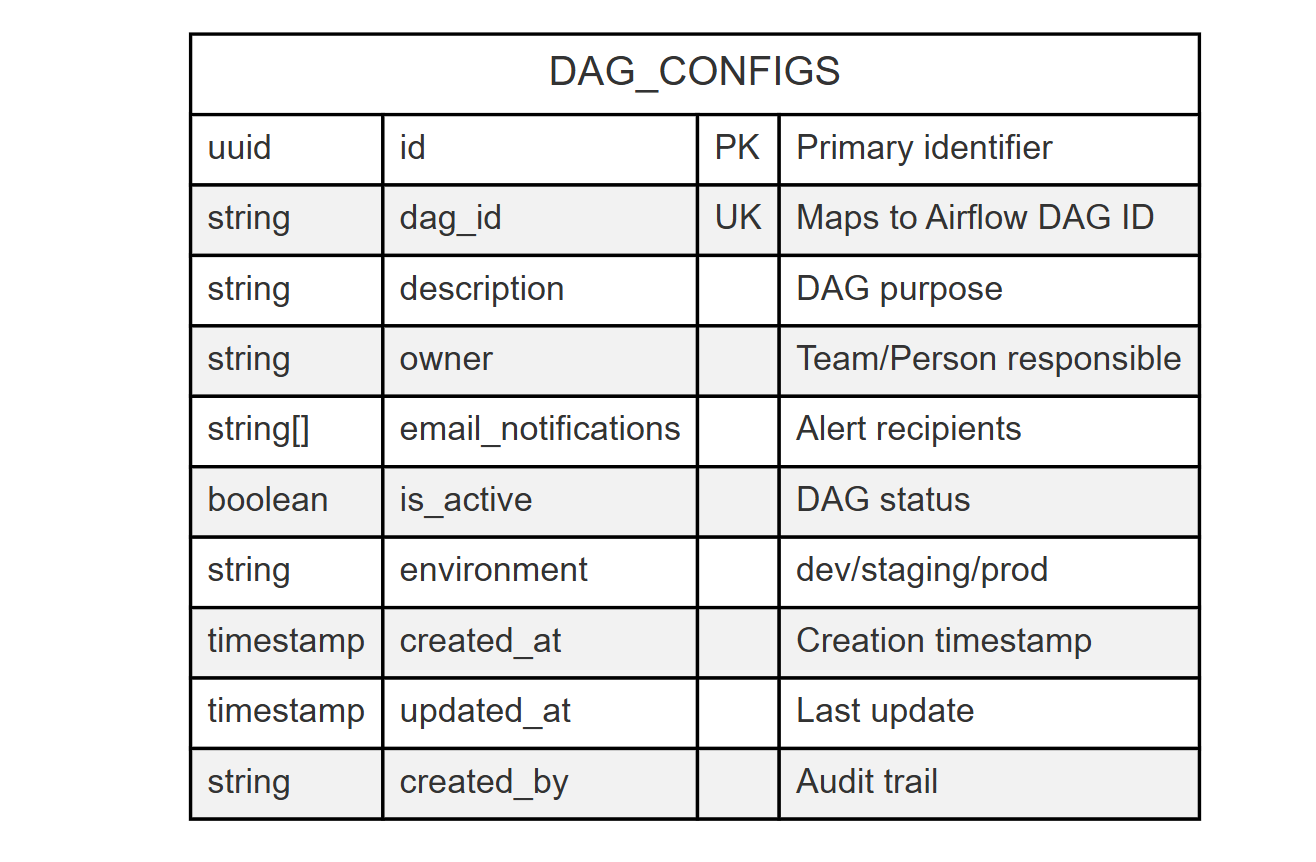 DAG_CONFIGS
uuid id PK Primary identifier
string dag_id UK Maps to Airflow DAG ID
string description DAG purpose
string owner Team/Person responsible
string[] email_notifications Alert recipients
boolean is_active DAG status
string environment dev/staging/prod
timestamp created_at Creation timestamp
timestamp updated_at Last update
string created_by Audit trail